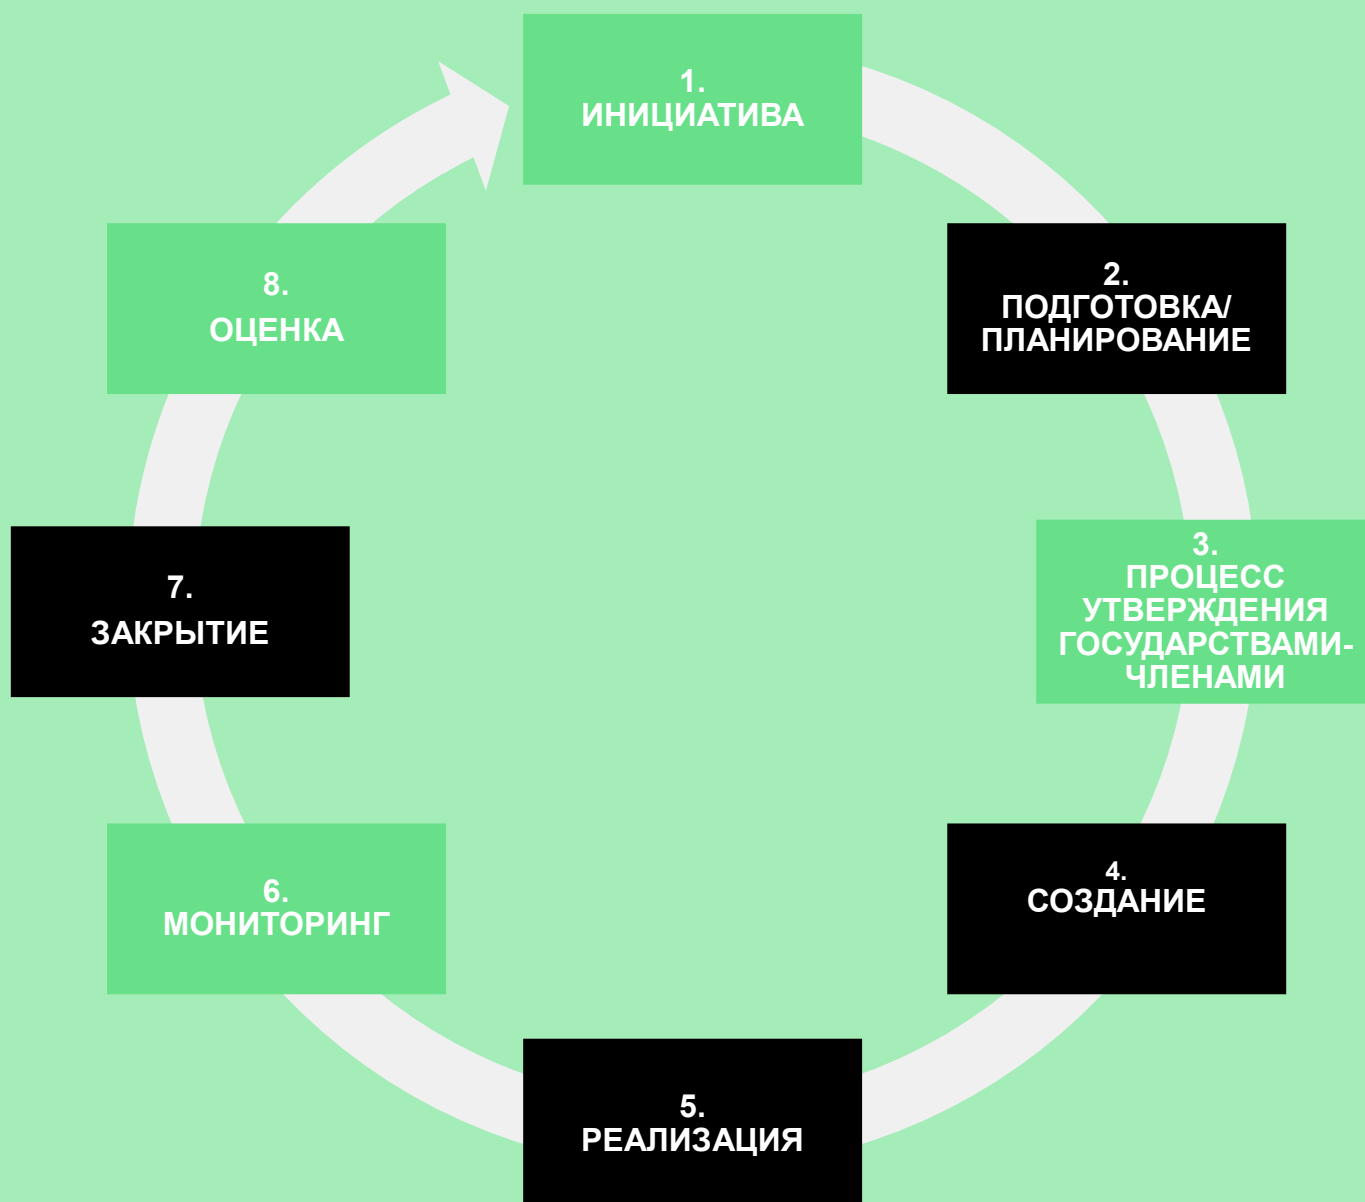 1.
ИНИЦИАТИВА
2.
ПОДГОТОВКА/
ПЛАНИРОВАНИЕ
3.
ПРОЦЕСС
УТВЕРЖДЕНИЯ
ГОСУДАРСТВАМИ-
ЧЛЕНАМИ
4.
СОЗДАНИЕ
5.
РЕАЛИЗАЦИЯ
6.
МОНИТОРИНГ
7.
ЗАКРЫТИЕ
8.
ОЦЕНКА